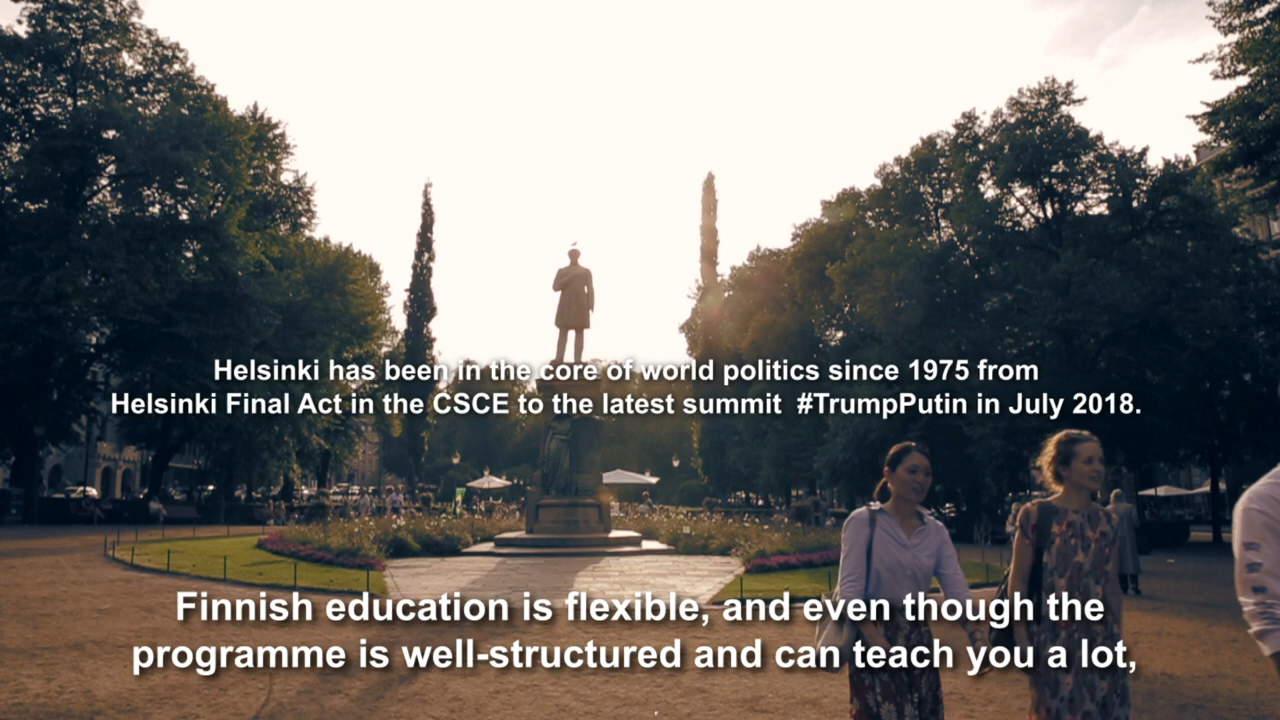 Helsinki has been in the core of world politics since 1975 from
Helsinki Final Act in the CSCE to the latest summit #TrumpPutin in July 2018.
Finnish education is flexible, and even though the
programme is well-structured and can teach you a lot,